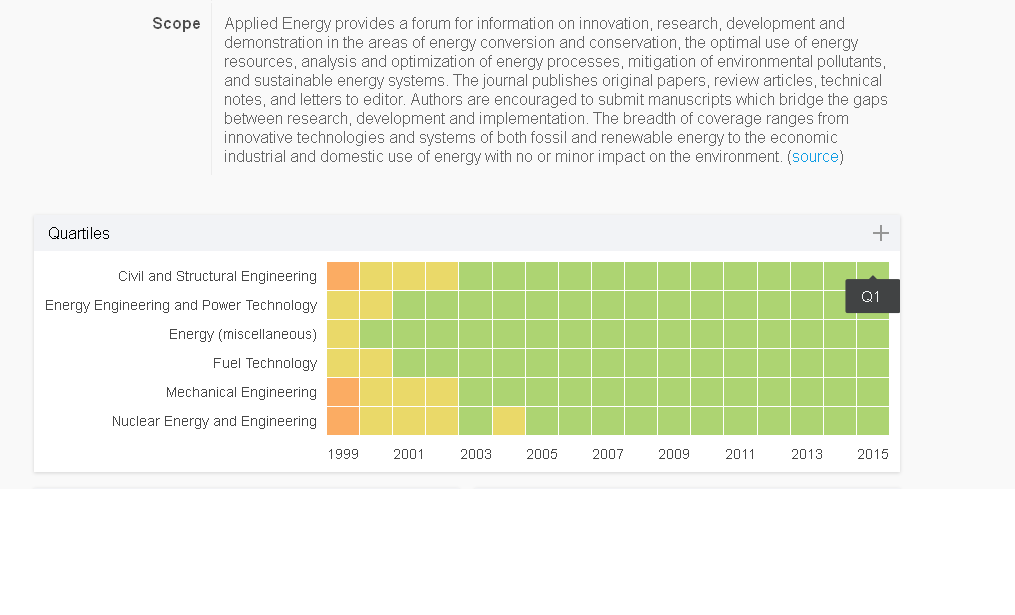 Scope
Applied Energy provides a forum for information on innovation, research, development and
demonstration in the areas of energy conversion and conservation, the optimal use of energy
resources, analysis and optimization of energy processes, mitigation of environmental pollutants,
and sustainable energy systems. The journal publishes original papers, review articles, technical
notes, and letters to editor. Authors are encouraged to submit manuscripts which bridge the gaps
between research, development and implementation. The breadth of coverage ranges from
innovative technologies and systems of both fossil and renewable energy to the economic
industrial and domestic use of energy with no or minor impact on the environment. (source)
Quartiles
Civil and Structural Engineering
Q1
Energy Engineering and Power Technology
Energy (miscellaneous)
Fuel Technology
Mechanical Engineering
Nuclear Energy and Engineering
1999 2001 2003 2005 2007 2009 2011 2013 2015